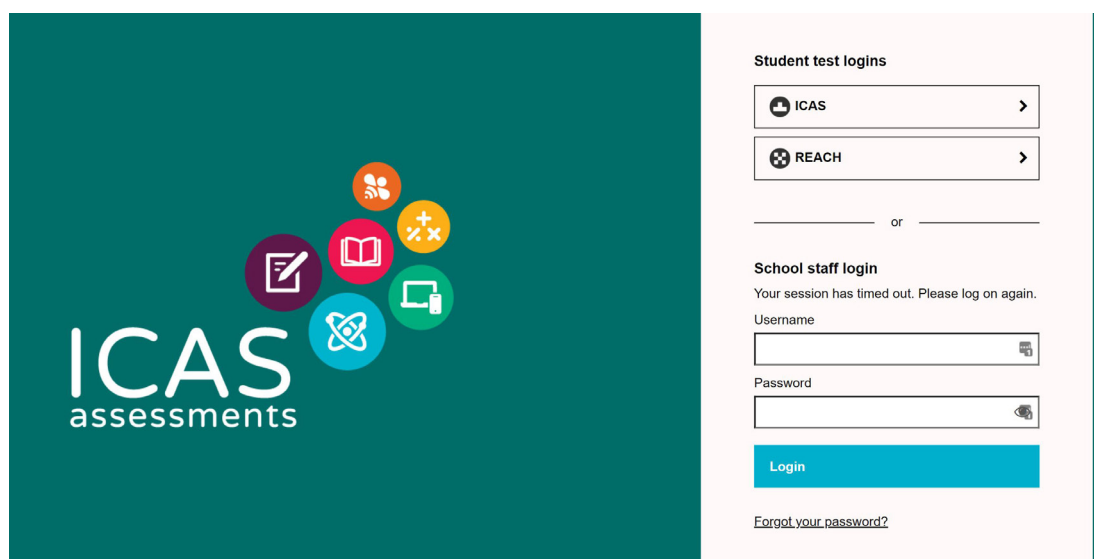 ICAS
assessments
Student test logins
ICAS
REACH
or
School staff login
Your session has timed out. Please log on again.
Username
Password
Login
Forgot your password?